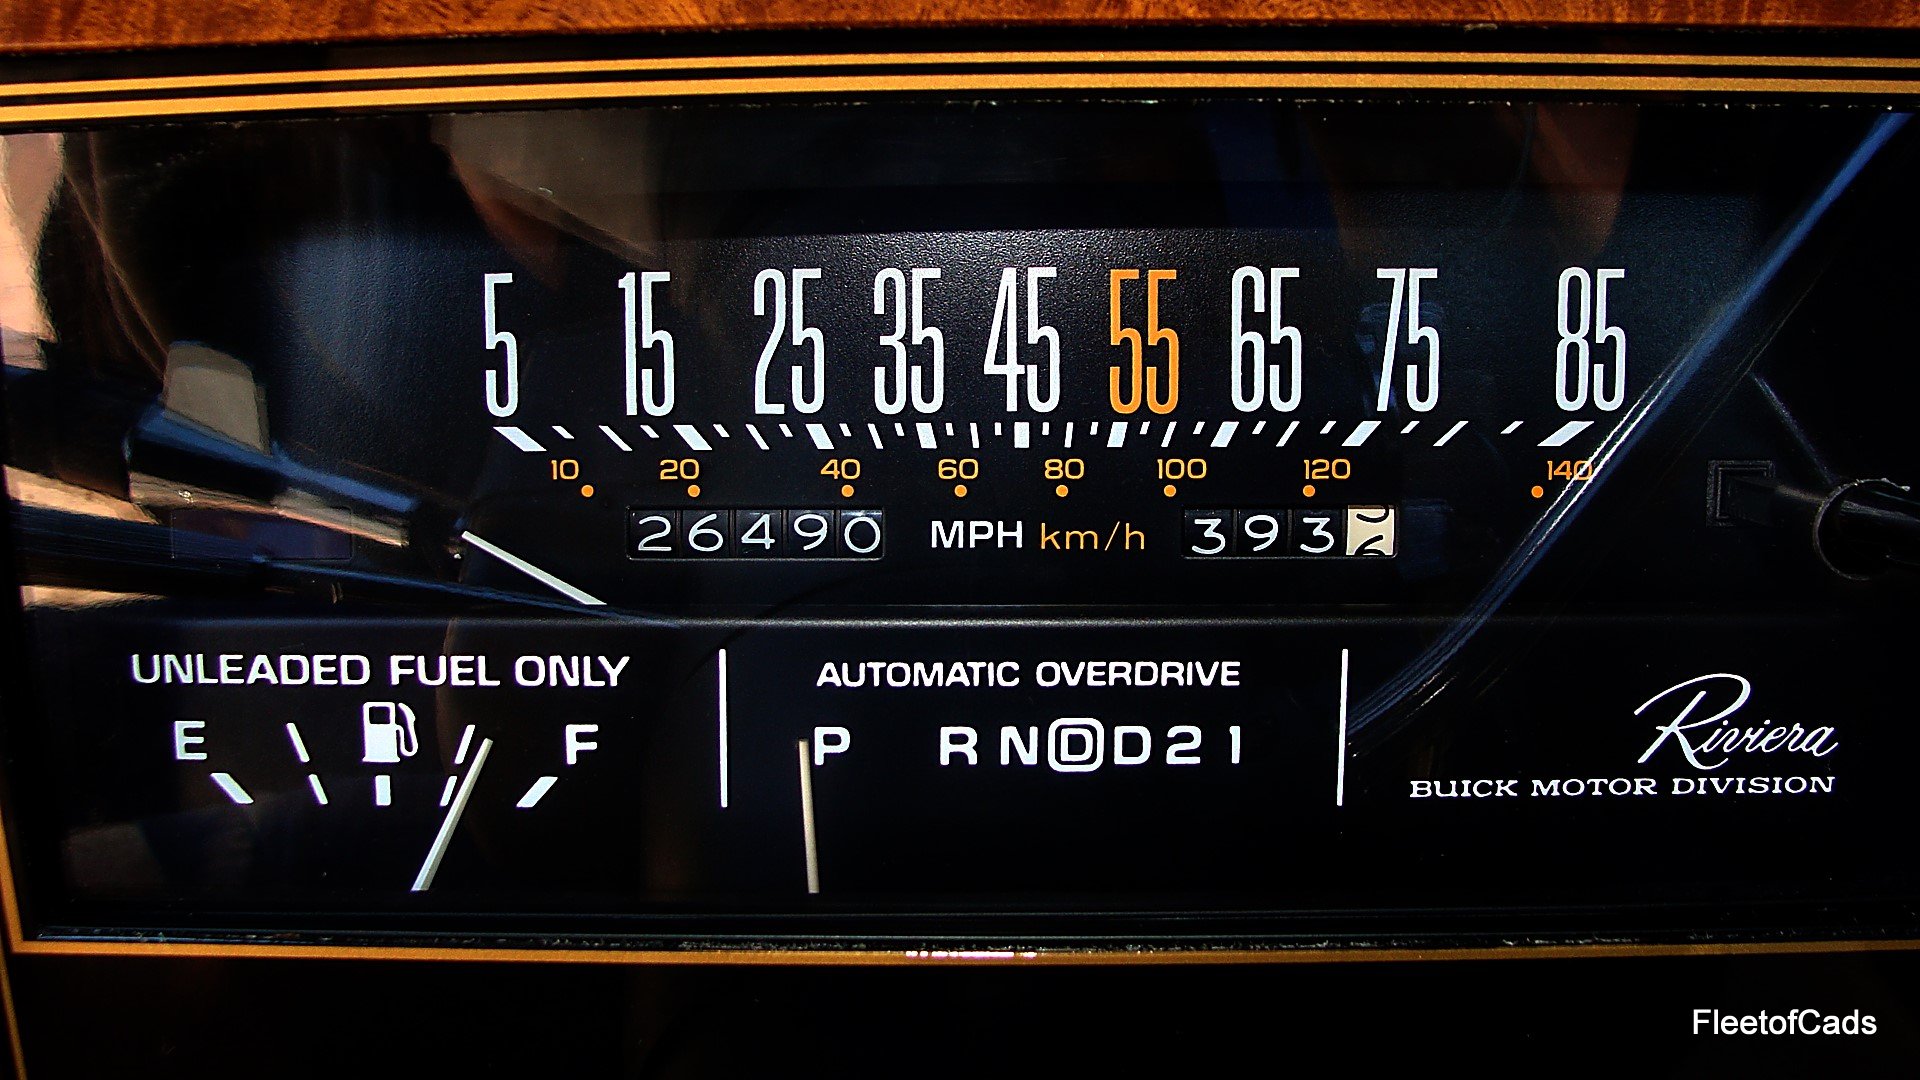 5 15 25 35 45 55 65 75 85
10 20 40 60 80 100 120 140
26490 MPH km/h 393
UNLEADED FUEL ONLY
E F
AUTOMATIC OVERDRIVE
P R N D D 2 1
Riviera
BUICK MOTOR DIVISION
FleetofCads